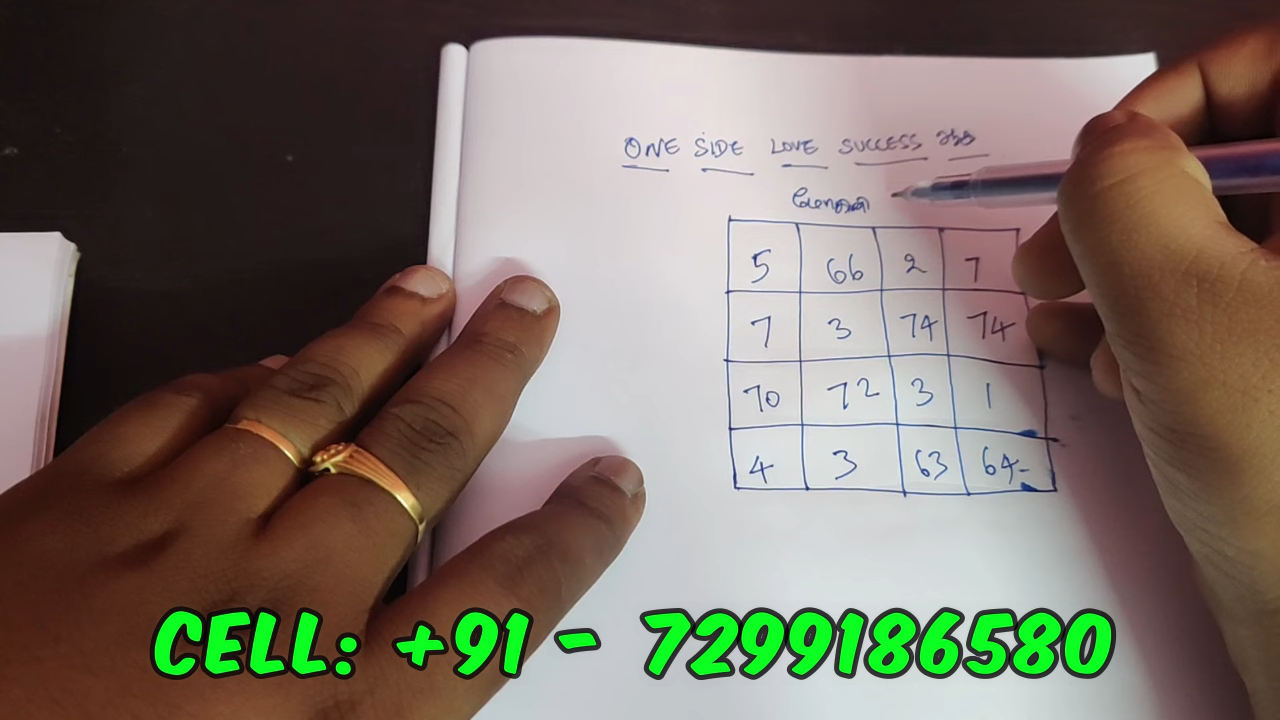 ONE SIDE LOVE SUCCESS
5 66 2 7
7 3 74 74
70 72 3 1
4 3 63 64
CELL: +91 - 7299186580